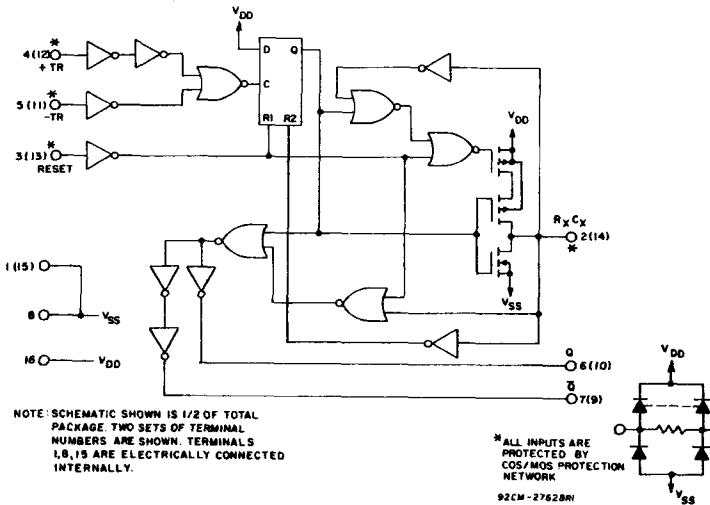 VDD
*
4(12)
+ TR
D
Q
C
R1
R2
*
5(11)
-TR
*
3(13)
RESET
VDD
RXCX
2(14)
*
VSS
1(15)
8
VSS
16
VDD
Q
6(10)
Q̅
7(9)
NOTE: SCHEMATIC SHOWN IS 1/2 OF TOTAL
PACKAGE. TWO SETS OF TERMINAL
NUMBERS ARE SHOWN. TERMINALS
1,8,15 ARE ELECTRICALLY CONNECTED
INTERNALLY.
*ALL INPUTS ARE
PROTECTED BY
COS/MOS PROTECTION
NETWORK
92CM-27628R1
VDD
VSS